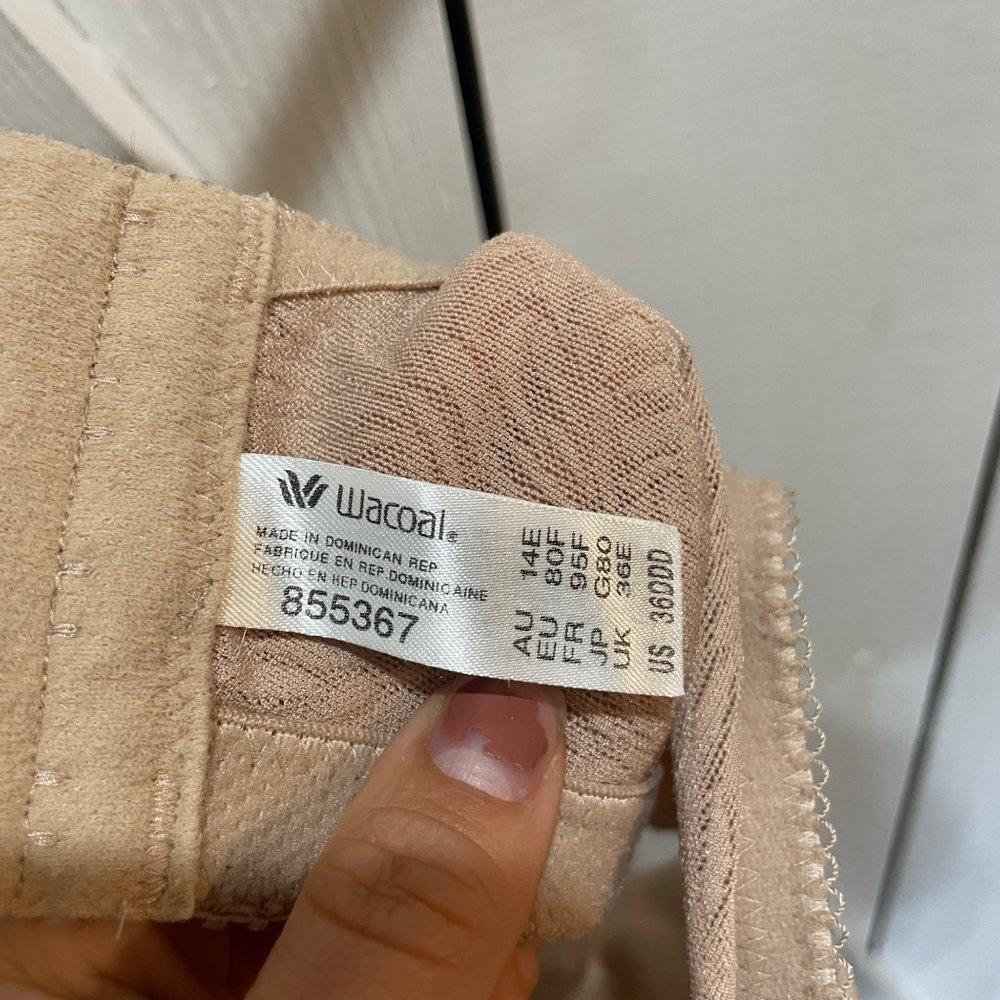 wacoal®
MADE IN DOMINICAN REP
FABRIQUE EN REP.DOMINICAINE
HECHO EN REP.DOMINICANA
855367
AU 14E
EU 80F
FR 95F
JP G80
UK 36E
US 36DDD